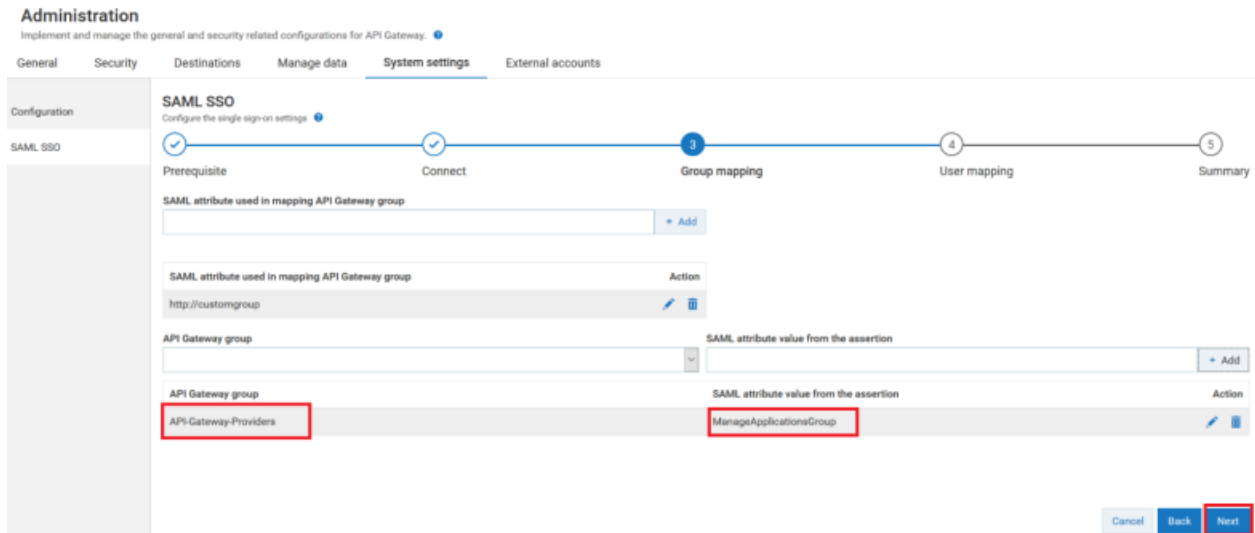 Administration
Implement and manage the general and security related configurations for API Gateway. ?
General Security Destinations Manage data System settings External accounts
Configuration
SAML SSO
SAML SSO
Configure the single sign-on settings ?
3 4 5
Prerequisite Connect Group mapping User mapping Summary
SAML attribute used in mapping API Gateway group
+ Add
SAML attribute used in mapping API Gateway group Action
http://customgroup
API Gateway group SAML attribute value from the assertion
+ Add
API Gateway group SAML attribute value from the assertion Action
API-Gateway-Providers ManageApplicationsGroup
Cancel Back Next